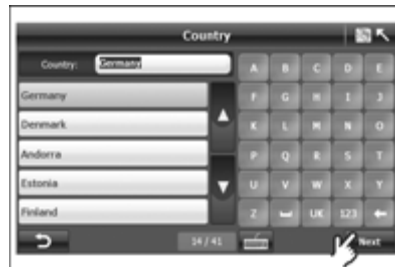 Country
Country: Germany
A B C D E
Germany
F G H I J
Denmark
K L M N O
Andorra
P Q R S T
Estonia
U V W X Y
Finland
Z UK 123
14 / 41
Next